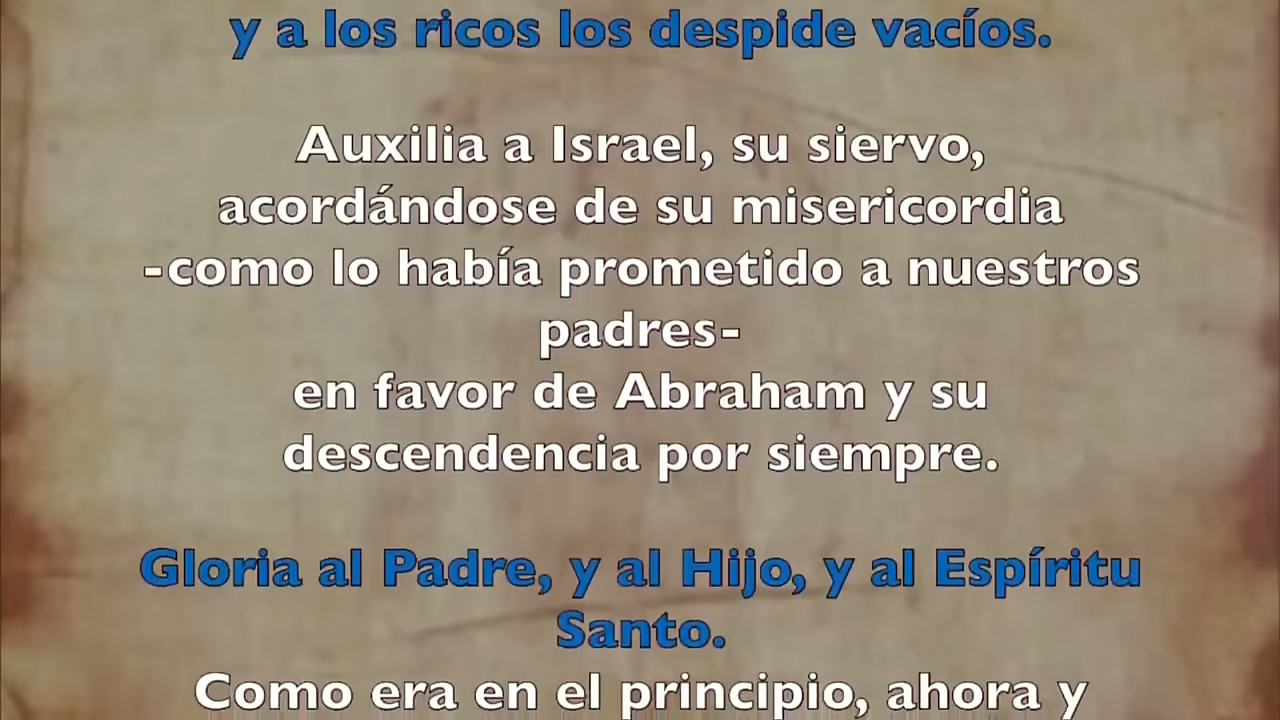 y a los ricos los despide vacíos.
Auxilia a Israel, su siervo,
acordándose de su misericordia
-como lo había prometido a nuestros
padres-
en favor de Abraham y su
descendencia por siempre.
Gloria al Padre, y al Hijo, y al Espíritu
Santo.
Como era en el principio, ahora y